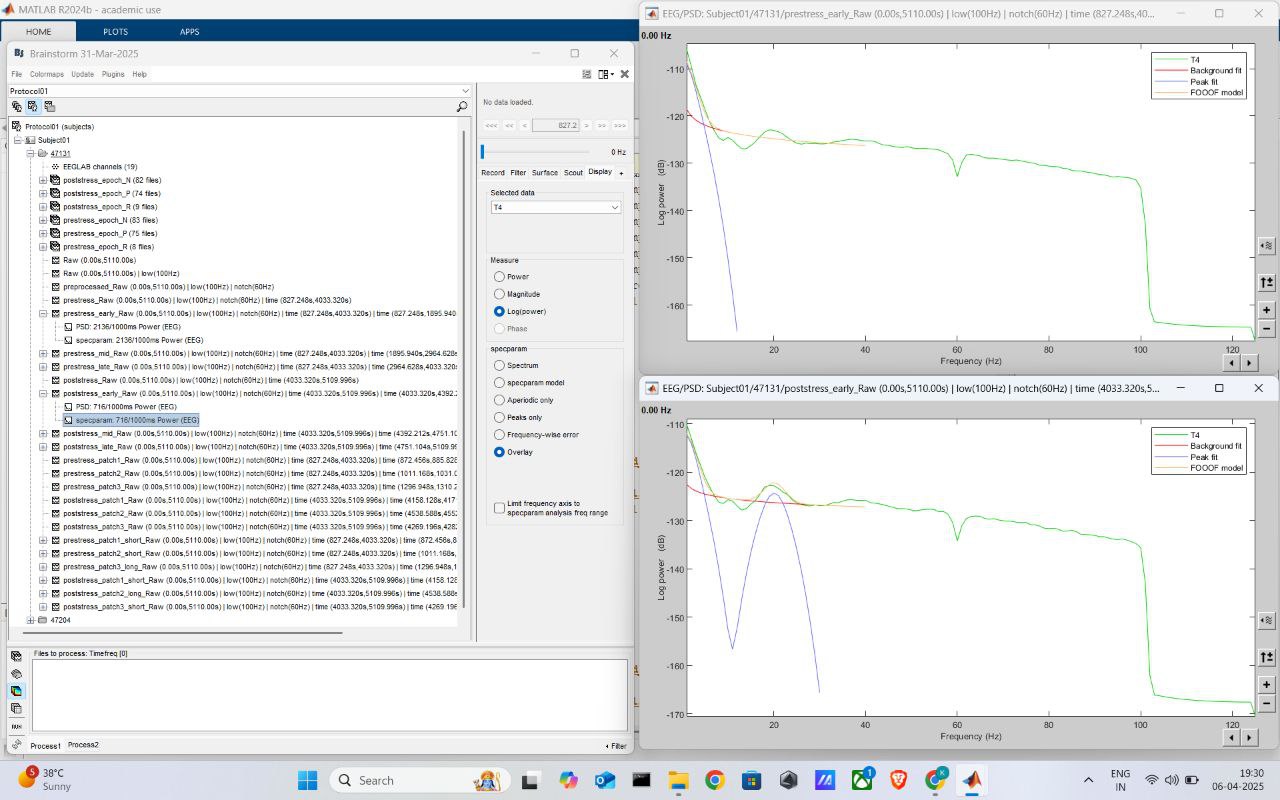 MATLAB R2024b - academic use
HOME
PLOTS
APPS
Brainstorm 31-Mar-2025
File Colormaps Update Plugins Help
Protocol01
Protocol01 (subjects)
Subject01
47131
EEGLAB channels (19)
poststress_epoch_N (82 files)
poststress_epoch_P (74 files)
poststress_epoch_R (9 files)
prestress_epoch_N (83 files)
prestress_epoch_P (75 files)
prestress_epoch_R (8 files)
Raw (0.00s,5110.00s)
Raw (0.00s,5110.00s) | low(100Hz)
preprocessed_Raw (0.00s,5110.00s) | low(100Hz) | notch(60Hz)
prestress_Raw (0.00s,5110.00s) | low(100Hz) | notch(60Hz) | time (827.248s,4033.320s)
prestress_early_Raw (0.00s,5110.00s) | low(100Hz) | notch(60Hz) | time (827.248s,4033.320s) | time (827.248s,1895.940s
PSD: 2136/1000ms Power (EEG)
specparam: 2136/1000ms Power (EEG)
prestress_mid_Raw (0.00s,5110.00s) | low(100Hz) | notch(60Hz) | time (827.248s,4033.320s) | time (1895.940s,2964.628s
prestress_late_Raw (0.00s,5110.00s) | low(100Hz) | notch(60Hz) | time (827.248s,4033.320s) | time (2964.628s,4033.320s
poststress_Raw (0.00s,5110.00s) | low(100Hz) | notch(60Hz) | time (4033.320s,5109.996s)
poststress_early_Raw (0.00s,5110.00s) | low(100Hz) | notch(60Hz) | time (4033.320s,5109.996s) | time (4033.320s,4392.
PSD: 716/1000ms Power (EEG)
specparam: 716/1000ms Power (EEG)
poststress_mid_Raw (0.00s,5110.00s) | low(100Hz) | notch(60Hz) | time (4033.320s,5109.996s) | time (4392.212s,4751.10
poststress_late_Raw (0.00s,5110.00s) | low(100Hz) | notch(60Hz) | time (4033.320s,5109.996s) | time (4751.104s,5109.99
prestress_patch1_Raw (0.00s,5110.00s) | low(100Hz) | notch(60Hz) | time (827.248s,4033.320s) | time (872.456s,885.828
prestress_patch2_Raw (0.00s,5110.00s) | low(100Hz) | notch(60Hz) | time (827.248s,4033.320s) | time (1011.168s,1031.0
prestress_patch3_Raw (0.00s,5110.00s) | low(100Hz) | notch(60Hz) | time (827.248s,4033.320s) | time (1296.948s,1310.2
poststress_patch1_Raw (0.00s,5110.00s) | low(100Hz) | notch(60Hz) | time (4033.320s,5109.996s) | time (4158.128s,417
poststress_patch2_Raw (0.00s,5110.00s) | low(100Hz) | notch(60Hz) | time (4033.320s,5109.996s) | time (4538.588s,455
poststress_patch3_Raw (0.00s,5110.00s) | low(100Hz) | notch(60Hz) | time (4033.320s,5109.996s) | time (4269.196s,428
prestress_patch1_short_Raw (0.00s,5110.00s) | low(100Hz) | notch(60Hz) | time (827.248s,4033.320s) | time (872.456s,8
prestress_patch2_short_Raw (0.00s,5110.00s) | low(100Hz) | notch(60Hz) | time (827.248s,4033.320s) | time (1011.168s,
prestress_patch3_long_Raw (0.00s,5110.00s) | low(100Hz) | notch(60Hz) | time (827.248s,4033.320s) | time (1296.948s,1
poststress_patch1_short_Raw (0.00s,5110.00s) | low(100Hz) | notch(60Hz) | time (4033.320s,5109.996s) | time (4158.128
poststress_patch2_long_Raw (0.00s,5110.00s) | low(100Hz) | notch(60Hz) | time (4033.320s,5109.996s) | time (4538.588s
poststress_patch3_short_Raw (0.00s,5110.00s) | low(100Hz) | notch(60Hz) | time (4033.320s,5109.996s) | time (4269.196
47204
No data loaded.
<<< << < 827.2 > >> >>>
0 Hz
Record Filter Surface Scout Display +
Selected data
T4
Measure
Power
Magnitude
Log(power)
Phase
specparam
Spectrum
specparam model
Aperiodic only
Peaks only
Frequency-wise error
Overlay
Limit frequency axis to
specparam analysis freq range
Files to process: Timefreq [0]
RUN
Process1 Process2
Filter
EEG/PSD: Subject01/47131/prestress_early_Raw (0.00s,5110.00s) | low(100Hz) | notch(60Hz) | time (827.248s,40...
0.00 Hz
T4
Background fit
Peak fit
FOOOF model
-110
-120
-130
-140
-150
-160
Log power (dB)
20 40 60 80 100 120
Frequency (Hz)
EEG/PSD: Subject01/47131/poststress_early_Raw (0.00s,5110.00s) | low(100Hz) | notch(60Hz) | time (4033.320s,5...
0.00 Hz
T4
Background fit
Peak fit
FOOOF model
-110
-120
-130
-140
-150
-160
-170
Log power (dB)
20 40 60 80 100 120
Frequency (Hz)
5
38°C
Sunny
Search
1
K
ENG
IN
19:30
06-04-2025